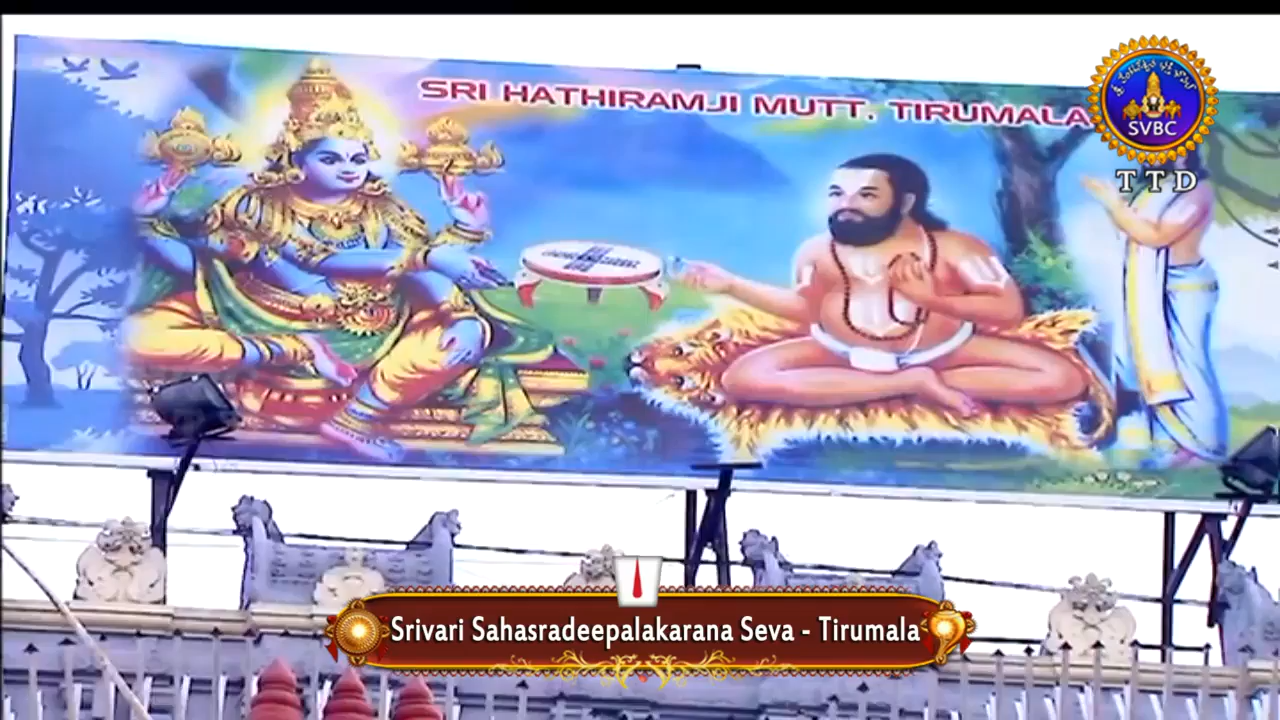 SRI HATHIRAMJI MUTT. TIRUMALA
SVBC
TTD
Srivari Sahasradeepalakarana Seva - Tirumala